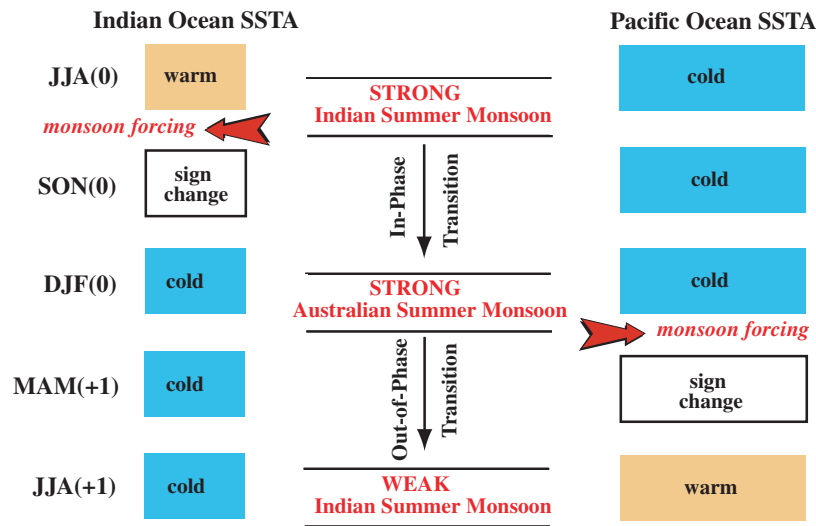 Indian Ocean SSTA
Pacific Ocean SSTA
JJA(0)
warm
STRONG
Indian Summer Monsoon
cold
monsoon forcing
SON(0)
sign
change
In-Phase
Transition
cold
DJF(0)
cold
STRONG
Australian Summer Monsoon
cold
monsoon forcing
MAM(+1)
cold
Out-of-Phase
Transition
sign
change
JJA(+1)
cold
WEAK
Indian Summer Monsoon
warm